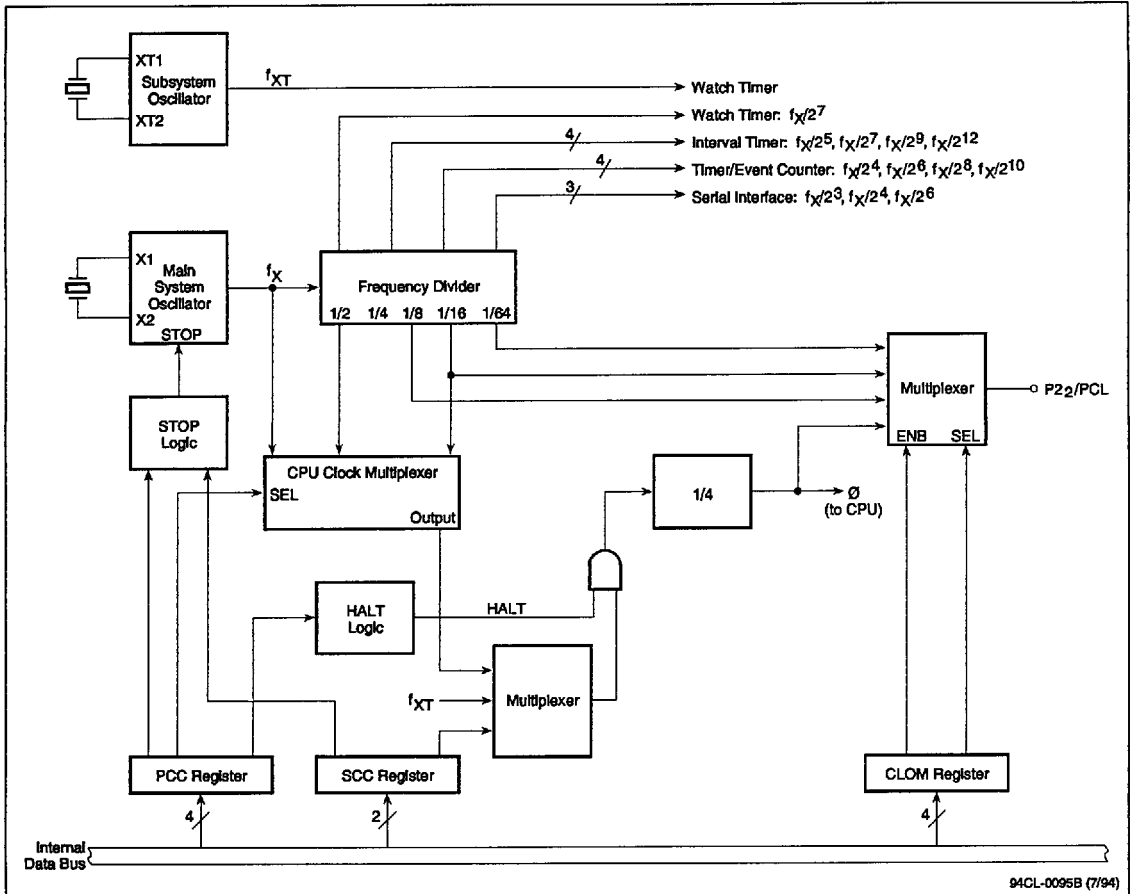 XT1
XT2
Subsystem
Oscillator
fXT
Watch Timer
Watch Timer: fX/2^7
4
Interval Timer: fX/2^5, fX/2^7, fX/2^9, fX/2^12
4
Timer/Event Counter: fX/2^4, fX/2^6, fX/2^8, fX/2^10
3
Serial Interface: fX/2^3, fX/2^4, fX/2^6
X1
X2
Main
System
Oscillator
STOP
fX
Frequency Divider
1/2 1/4 1/8 1/16 1/64
Multiplexer
ENB SEL
P2₂/PCL
STOP
Logic
CPU Clock Multiplexer
SEL
Output
1/4
Ø
(to CPU)
HALT
Logic
HALT
fXT
Multiplexer
PCC Register
SCC Register
CLOM Register
4
2
4
Internal
Data Bus
94CL-0095B (7/94)